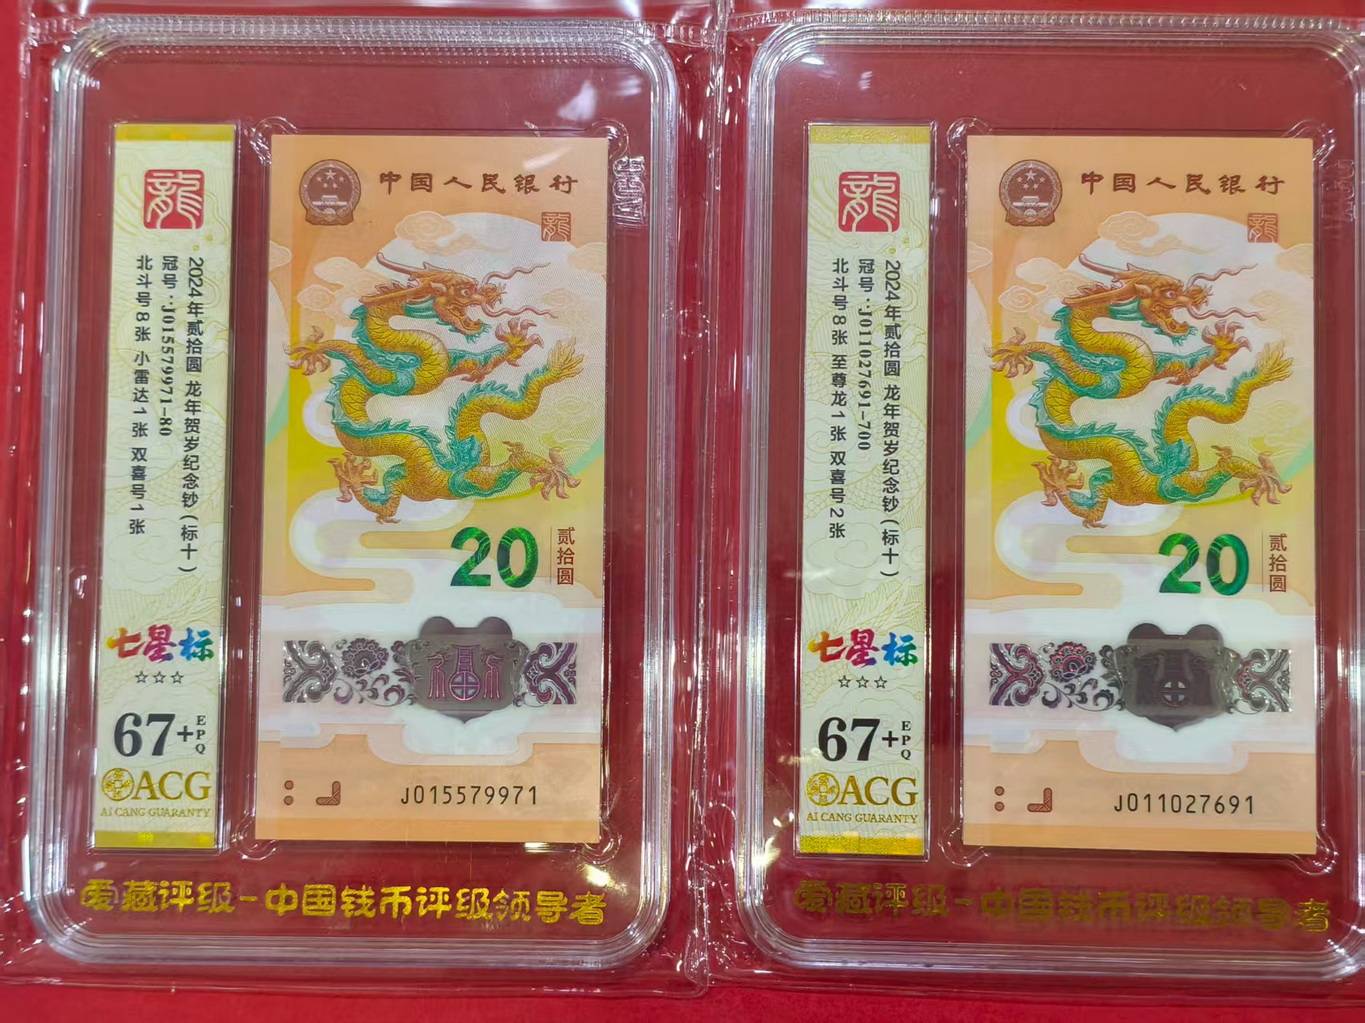 龍
2024年贰拾圆 龙年贺岁纪念钞(标十)
冠号:J015579971-80
北斗号8张 小雷达1张 双喜号1张
七星标
☆☆☆
67+EPQ
ACG
AI CANG GUARANTY
中国人民银行
龍
20
贰拾圆
J015579971
爱藏评级-中国钱币评级领导者
龍
2024年贰拾圆 龙年贺岁纪念钞(标十)
冠号:J011027691-700
北斗号8张 至尊龙1张 双喜号2张
七星标
☆☆☆
67+EPQ
ACG
AI CANG GUARANTY
中国人民银行
龍
20
贰拾圆
J011027691
爱藏评级-中国钱币评级领导者